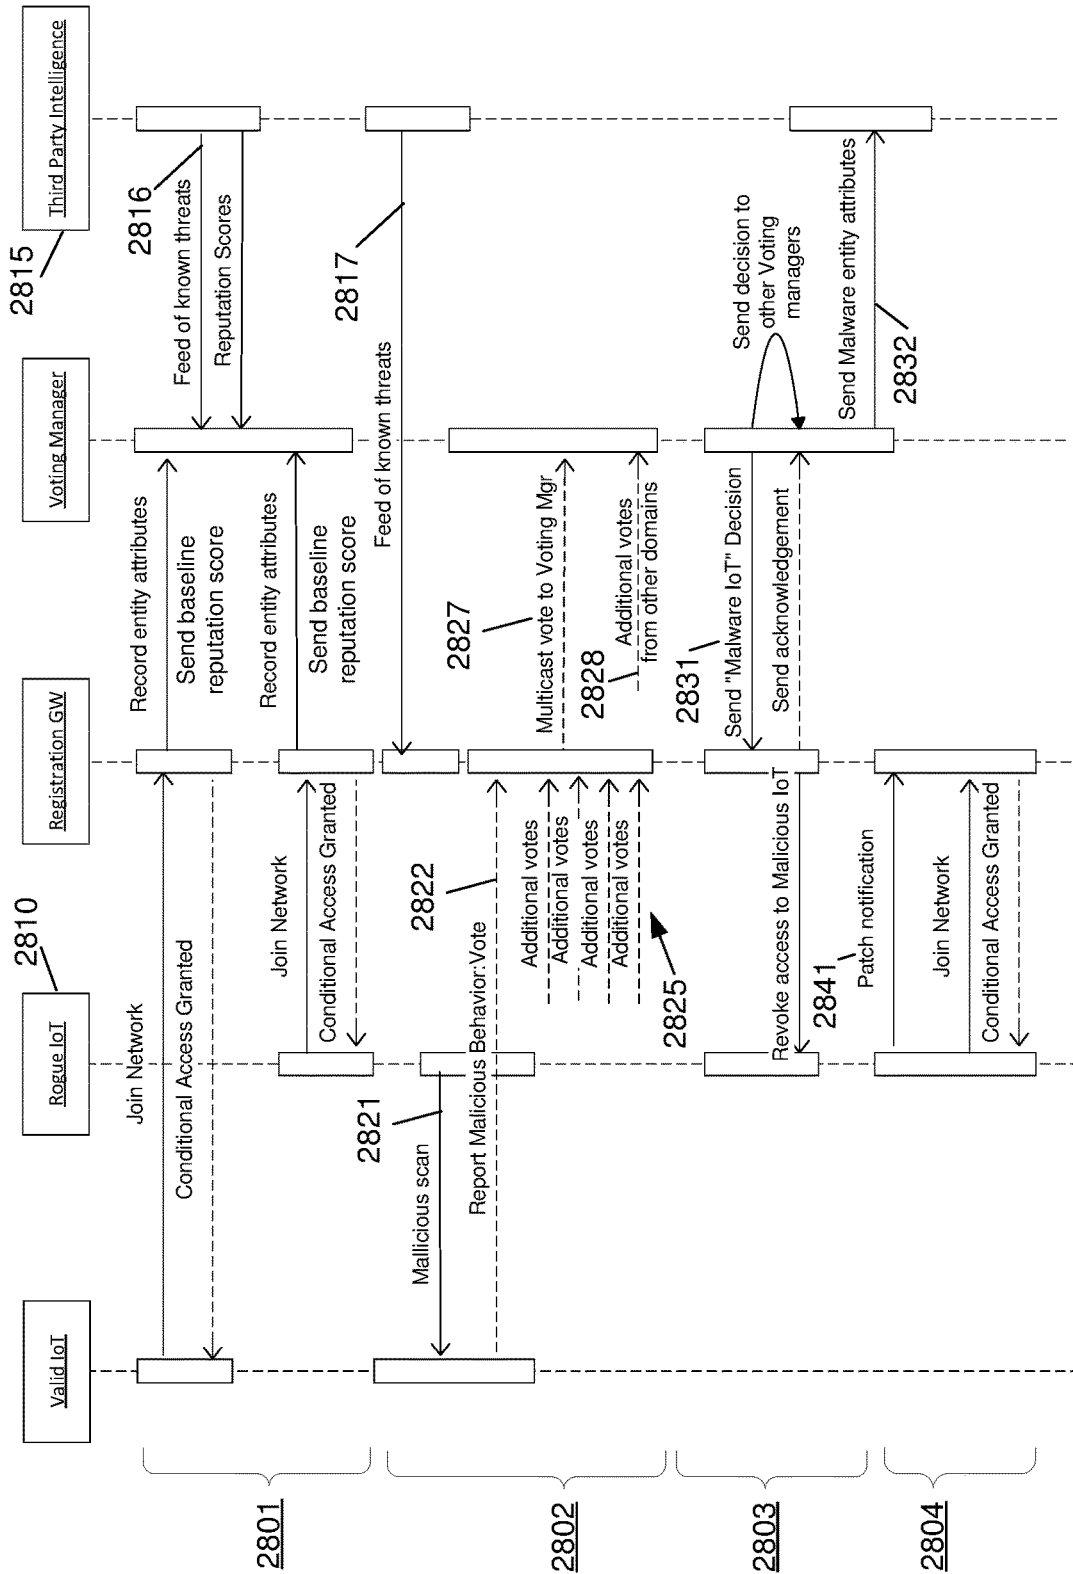 Valid IoT
Rogue IoT
2810
Registration GW
Voting Manager
2815
Third Party Intelligence
2801
Join Network
Conditional Access Granted
Record entity attributes
Send baseline
reputation score
2816
Feed of known threats
Reputation Scores
Join Network
Conditional Access Granted
Record entity attributes
Send baseline
reputation score
2817
Feed of known threats
2802
2821
Mallicious scan
2822
Report Malicious Behavior:Vote
Additional votes
Additional votes
Additional votes
Additional votes
2825
2827
Multicast vote to Voting Mgr
2828
Additional votes
from other domains
2803
2831
Send "Malware IoT" Decision
Send acknowledgement
Send decision to
other Voting
managers
Revoke access to Malicious IoT
Send Malware entity attributes
2832
2804
2841
Patch notification
Join Network
Conditional Access Granted